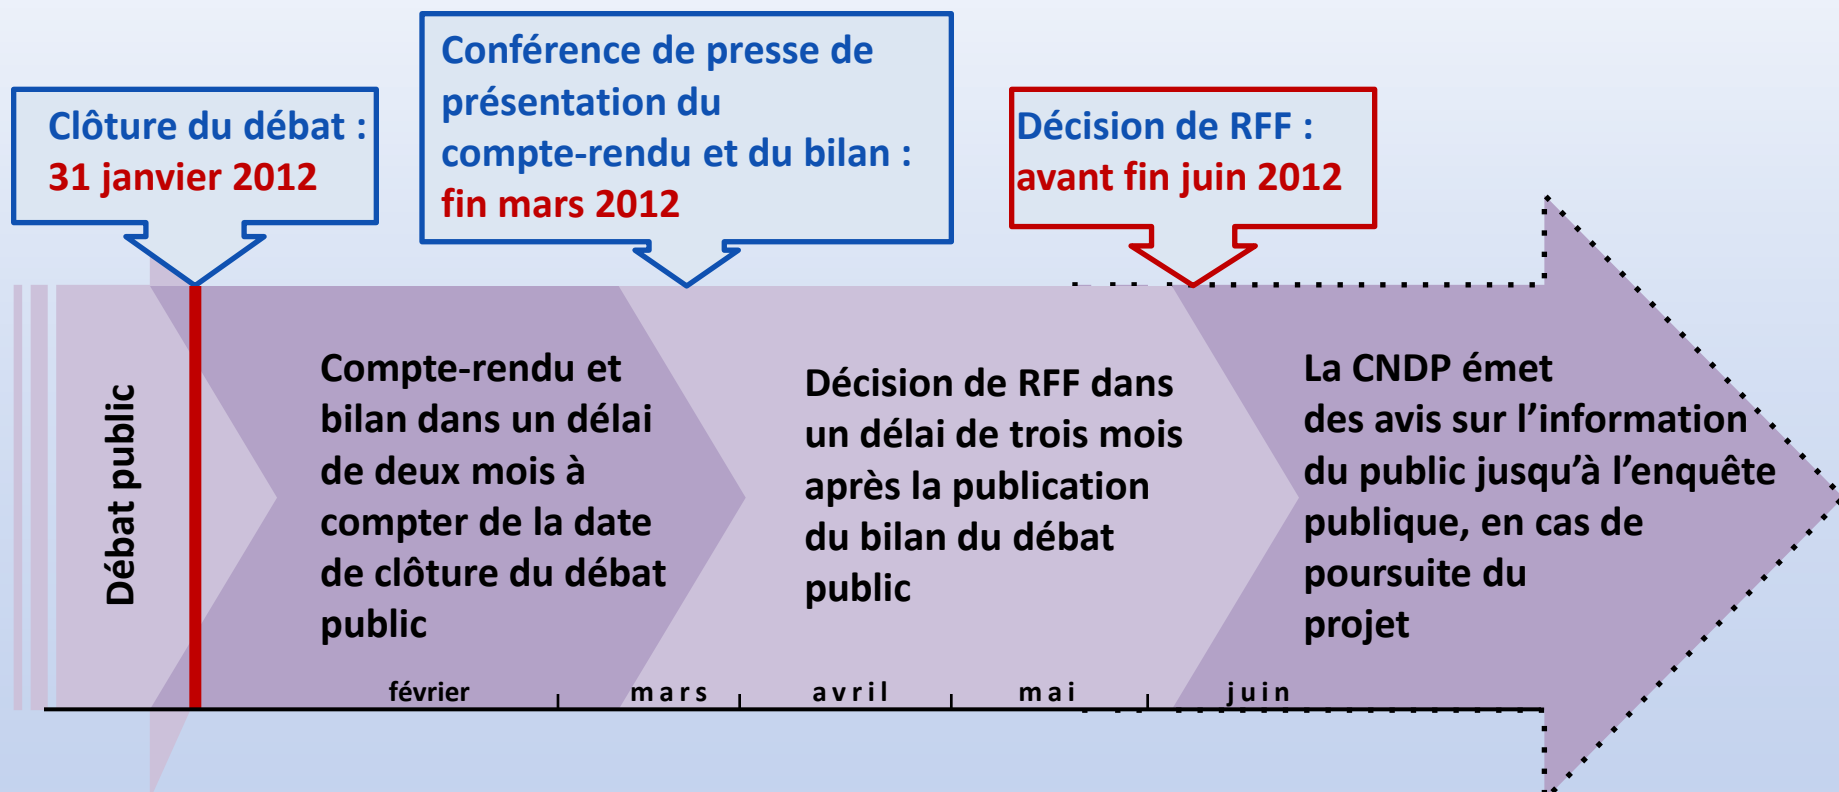 Clôture du débat :
31 janvier 2012
Conférence de presse de
présentation du
compte-rendu et du bilan :
fin mars 2012
Décision de RFF :
avant fin juin 2012
Débat public
Compte-rendu et
bilan dans un délai
de deux mois à
compter de la date
de clôture du débat
public
Décision de RFF dans
un délai de trois mois
après la publication
du bilan du débat
public
La CNDP émet
des avis sur l’information
du public jusqu’à l’enquête
publique, en cas de
poursuite du
projet
février mars avril mai juin